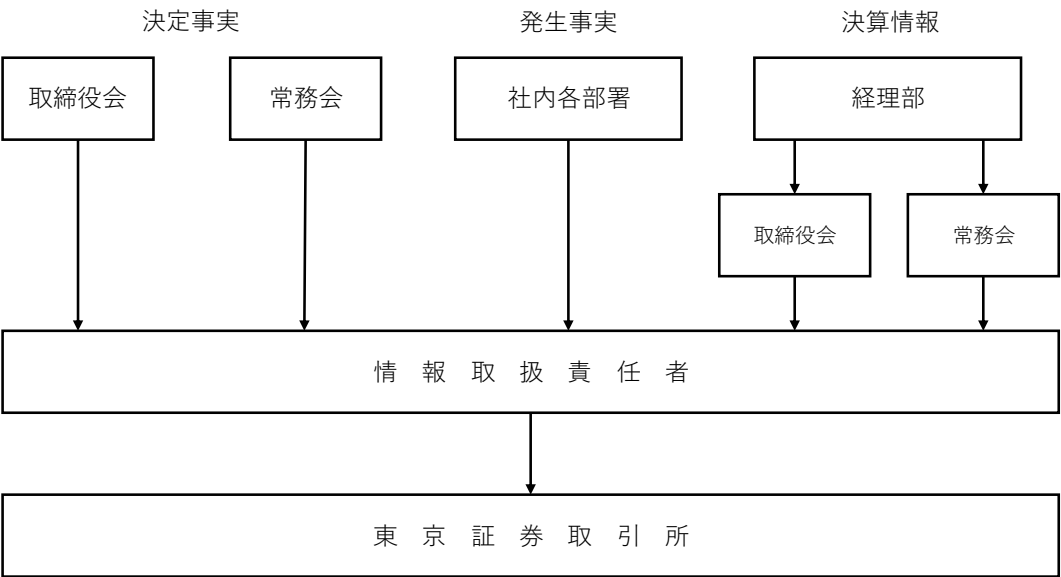 決定事実 発生事実 決算情報
取締役会 常務会 社内各部署 経理部
取締役会 常務会
情報取扱責任者
東京証券取引所